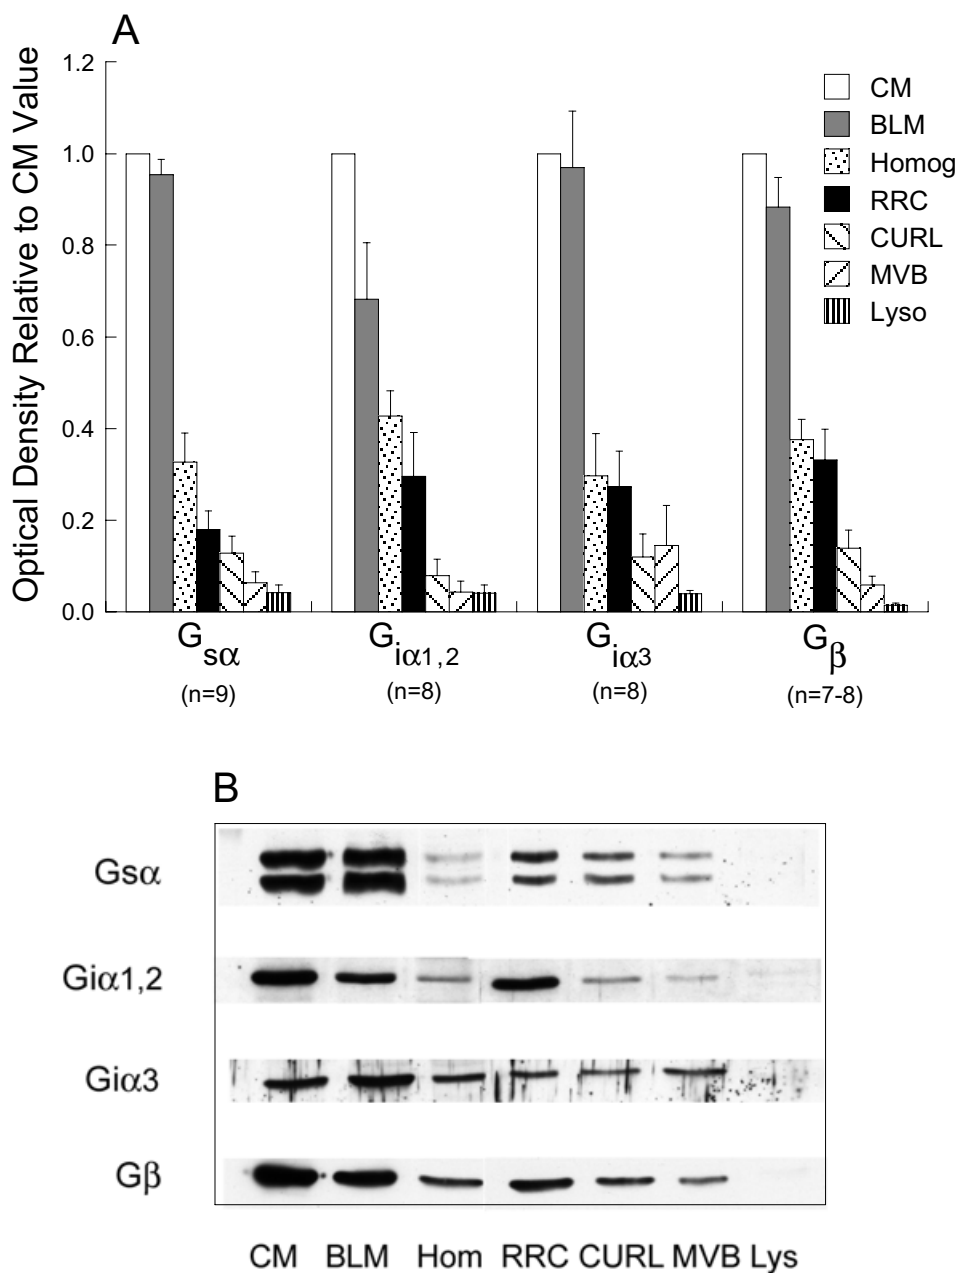 A
Optical Density Relative to CM Value
1.2
1.0
0.8
0.6
0.4
0.2
0.0
CM
BLM
Homog
RRC
CURL
MVB
Lyso
Gsα
Giα1,2
Giα3
Gβ
(n=9)
(n=8)
(n=8)
(n=7-8)
B
Gsα
Giα1,2
Giα3
Gβ
CM BLM Hom RRC CURL MVB Lys